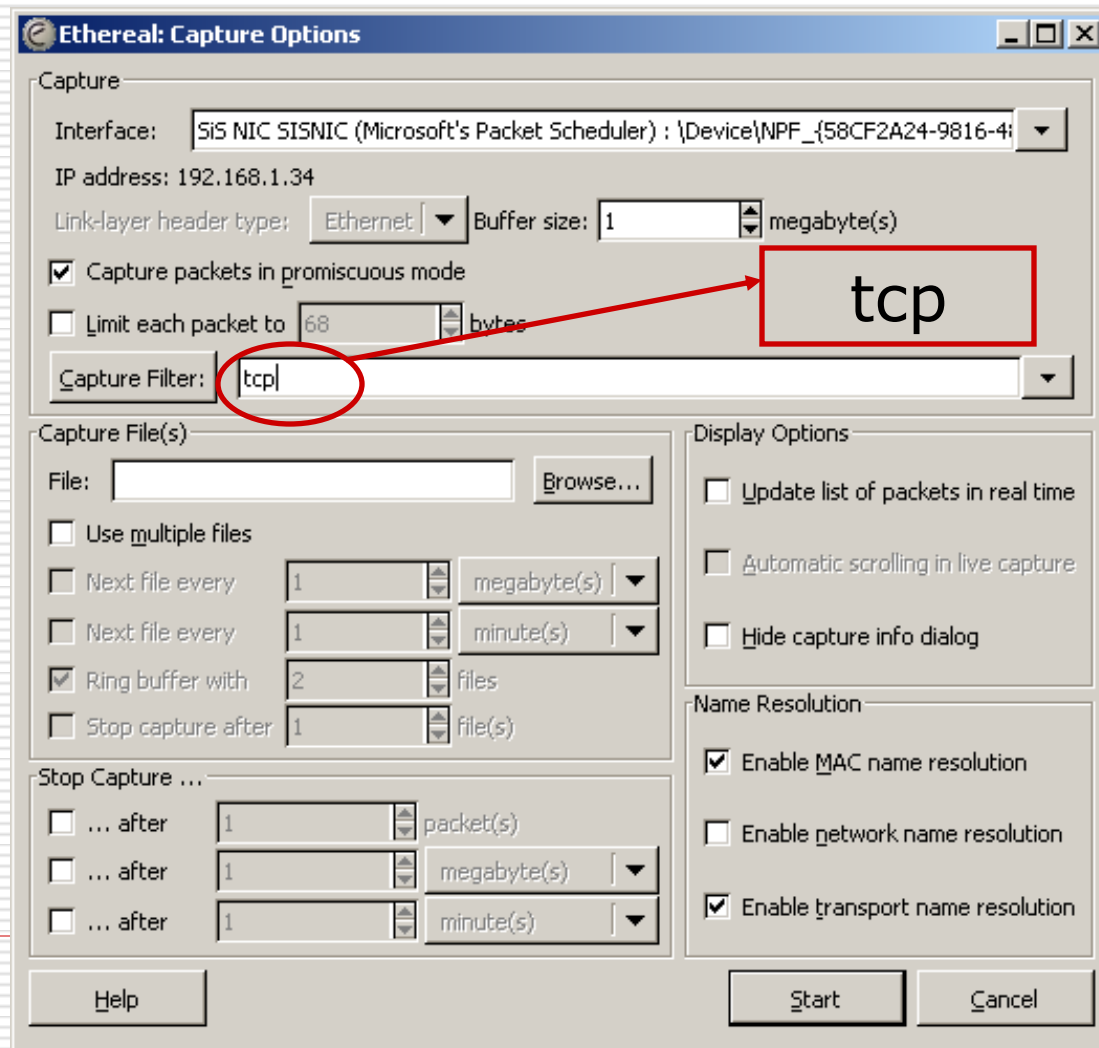 Ethereal: Capture Options
Capture
Interface: SiS NIC SISNIC (Microsoft's Packet Scheduler) : \Device\NPF_{58CF2A24-9816-4
IP address: 192.168.1.34
Link-layer header type: Ethernet Buffer size: 1 megabyte(s)
Capture packets in promiscuous mode
tcp
Limit each packet to 68 bytes
Capture Filter: tcp
Capture File(s)
File: Browse...
Use multiple files
Next file every 1 megabyte(s)
Next file every 1 minute(s)
Ring buffer with 2 files
Stop capture after 1 file(s)
Stop Capture ...
... after 1 packet(s)
... after 1 megabyte(s)
... after 1 minute(s)
Display Options
Update list of packets in real time
Automatic scrolling in live capture
Hide capture info dialog
Name Resolution
Enable MAC name resolution
Enable network name resolution
Enable transport name resolution
Help Start Cancel